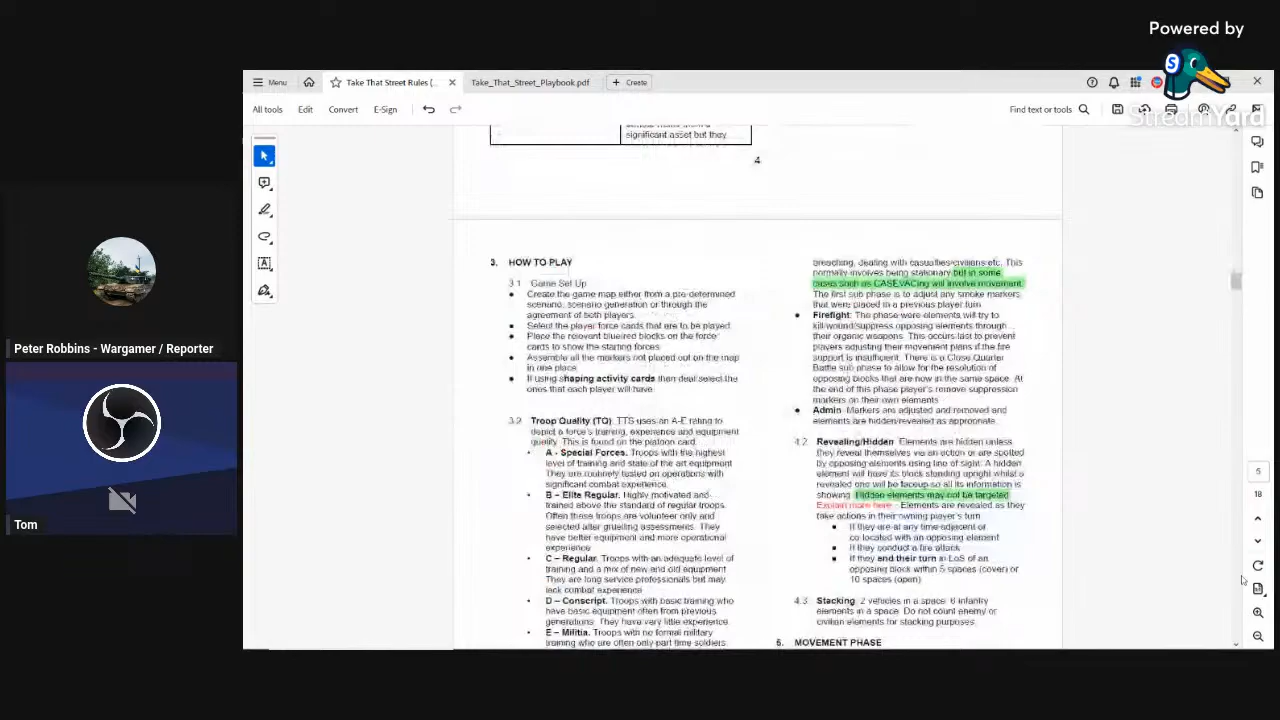 Powered by
StreamYard
Menu
Take That Street Rules (...
Take_That_Street_Playbook.pdf
Create
All tools
Edit
Convert
E-Sign
Find text or tools
significant asset but they
4
3. HOW TO PLAY
3.1 Game Set Up
Create the game map either from a pre-determined
scenario, scenario generation or through the
agreement of both players.
Select the player force cards that are to be played.
Place the relevant blue/red blocks on the force
cards to show the starting forces.
Assemble all the markers not placed out on the map
in one place.
If using shaping activity cards then deal/select the
ones that each player will have.
3.2 Troop Quality (TQ). TTS uses an A-E rating to
depict a force's training, experience and equipment
quality. This is found on the platoon card.
A - Special Forces. Troops with the highest
level of training and state of the art equipment.
They are routinely tested on operations with
significant combat experience.
B – Elite Regular. Highly motivated and
trained above the standard of regular troops.
Often these troops are volunteer only and
selected after gruelling assessments. They
have better equipment and more operational
experience.
C – Regular. Troops with an adequate level of
training and a mix of new and old equipment.
They are long service professionals but may
lack combat experience.
D – Conscript. Troops with basic training who
have basic equipment often from previous
generations. They have very little experience.
E – Militia. Troops with no formal military
training who are often only part time soldiers.
breaching, dealing with casualties/civilians etc. This
normally involves being stationary but in some
cases such as CASEVACing will involve movement.
The first sub phase is to adjust any smoke markers
that were placed in a previous player turn.
Firefight: The phase were elements will try to
kill/wound/suppress opposing elements through
their organic weapons. This occurs last to prevent
players adjusting their movement plans if the fire
support is insufficient. There is a Close Quarter
Battle sub phase to allow for the resolution of
opposing blocks that are now in the same space. At
the end of this phase player's remove suppression
markers on their own elements.
Admin: Markers are adjusted and removed and
elements are hidden/revealed as appropriate.
4.2 Revealing/Hidden. Elements are hidden unless
they reveal themselves via an action or are spotted
by opposing elements using line of sight. A hidden
element will have its block standing upright whilst a
revealed one will be faceup so all its information is
showing. Hidden elements may not be targeted
Explain more here - Elements are revealed as they
take actions in their owning player's turn.
If they are at any time adjacent or
co located with an opposing element
If they conduct a fire attack
If they end their turn in LoS of an
opposing block within 5 spaces (cover) or
10 spaces (open)
4.3 Stacking. 2 vehicles in a space. 6 infantry
elements in a space. Do not count enemy or
civilian elements for stacking purposes.
5. MOVEMENT PHASE
5
18
Peter Robbins - Wargamer / Reporter
Tom